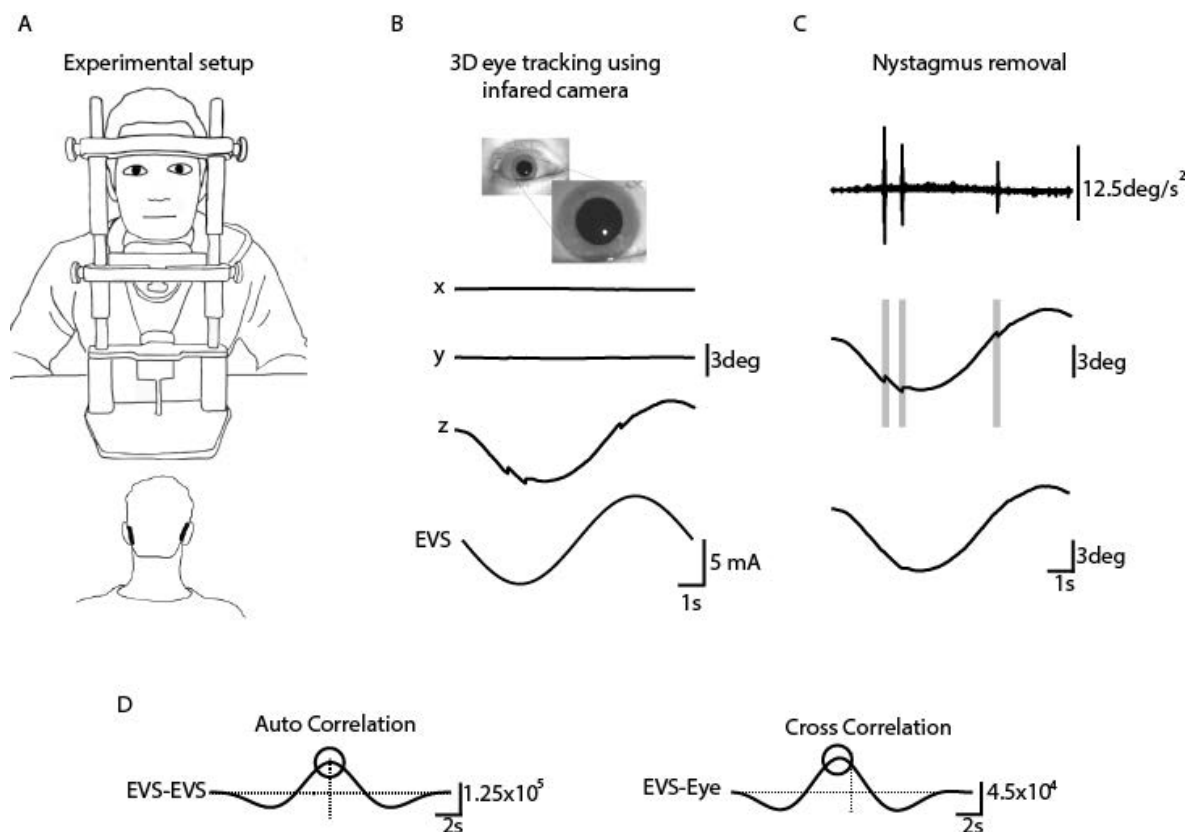 A
Experimental setup
B
3D eye tracking using
infared camera
x
y
3deg
z
EVS
5 mA
1s
C
Nystagmus removal
12.5deg/s²
3deg
3deg
1s
D
Auto Correlation
EVS-EVS
1.25x10⁵
2s
Cross Correlation
EVS-Eye
4.5x10⁴
2s